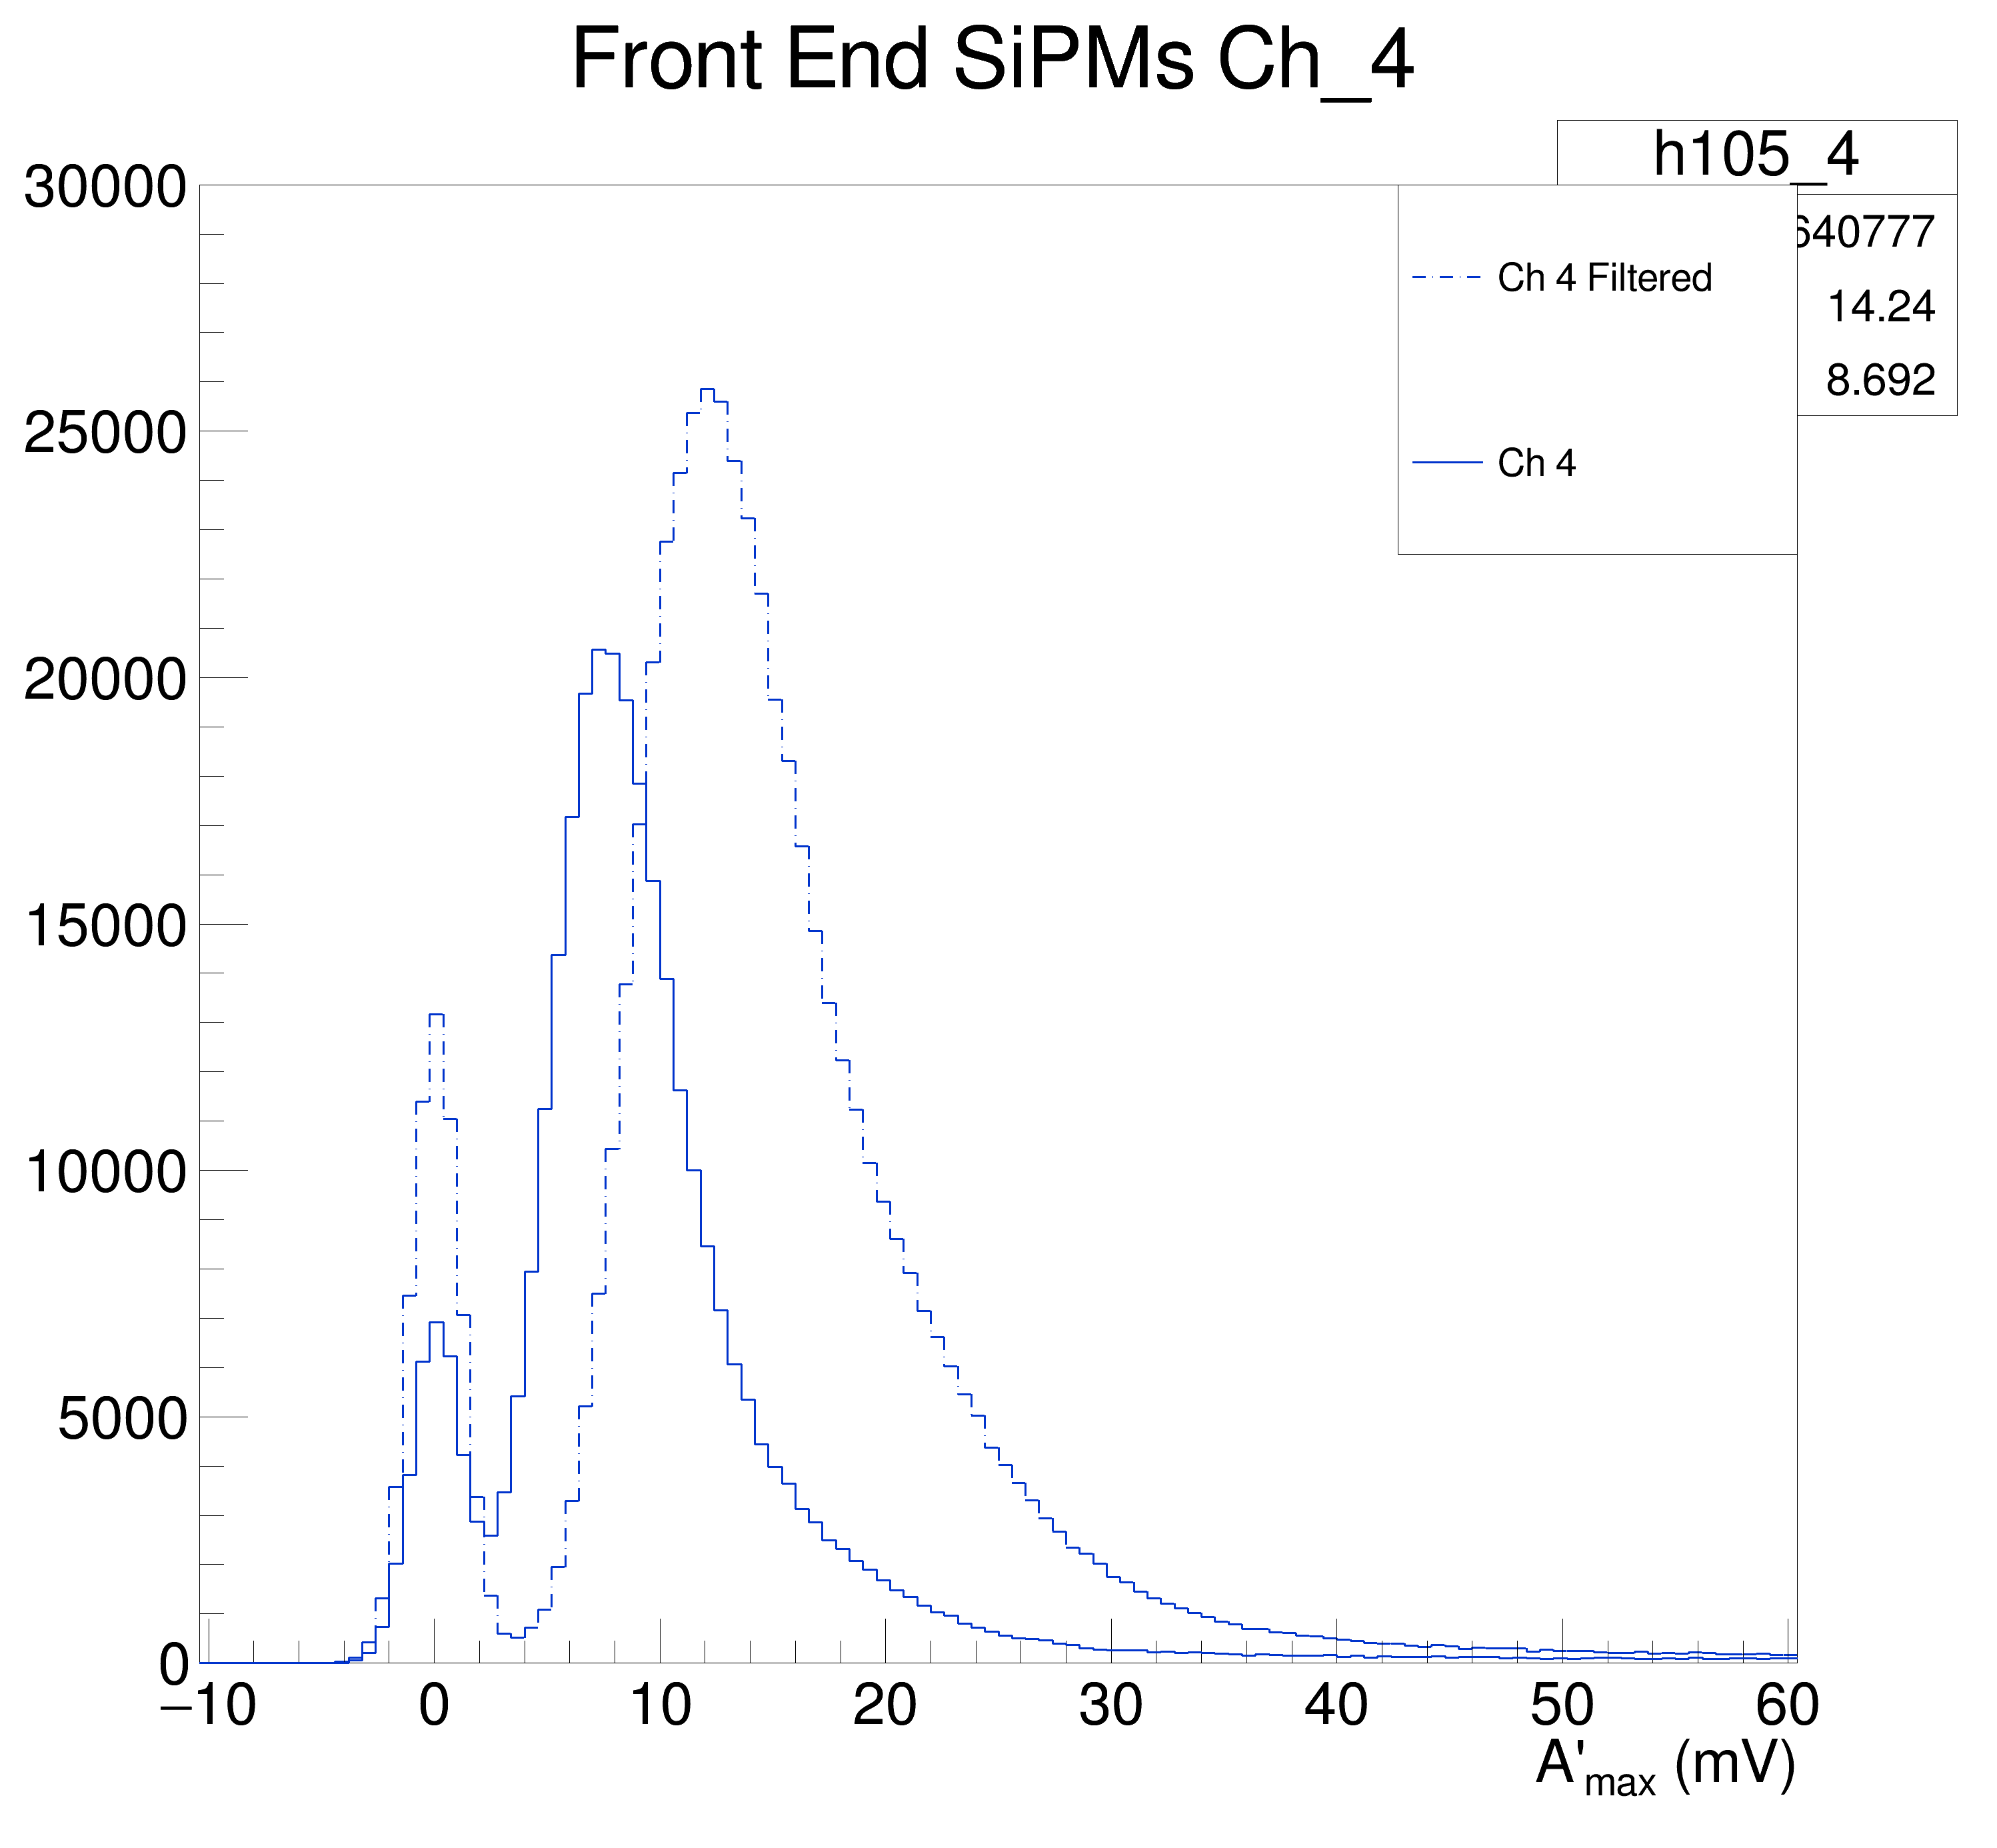 Front End SiPMs Ch_4
h105_4
640777
14.24
8.692
Ch 4 Filtered
Ch 4
30000
25000
20000
15000
10000
5000
0
−10 0 10 20 30 40 50 60
A'max (mV)